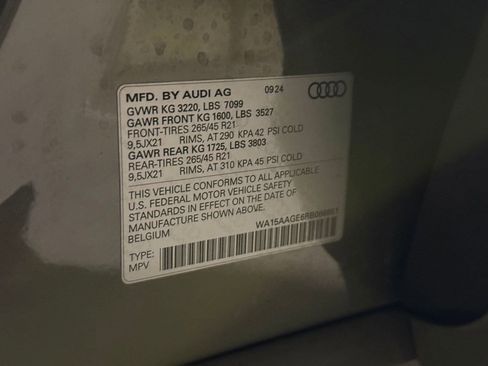 MFD. BY AUDI AG 09.24
GVWR KG 3220, LBS 7099
GAWR FRONT KG 1600, LBS 3527
FRONT-TIRES 265/45 R21
9,5JX21 RIMS, AT 290 KPA 42 PSI COLD
GAWR REAR KG 1725, LBS 3803
REAR-TIRES 265/45 R21
9,5JX21 RIMS, AT 310 KPA 45 PSI COLD
THIS VEHICLE CONFORMS TO ALL APPLICABLE
U.S. FEDERAL MOTOR VEHICLE SAFETY
STANDARDS IN EFFECT ON THE DATE OF
MANUFACTURE SHOWN ABOVE.
BELGIUM
TYPE:
MPV